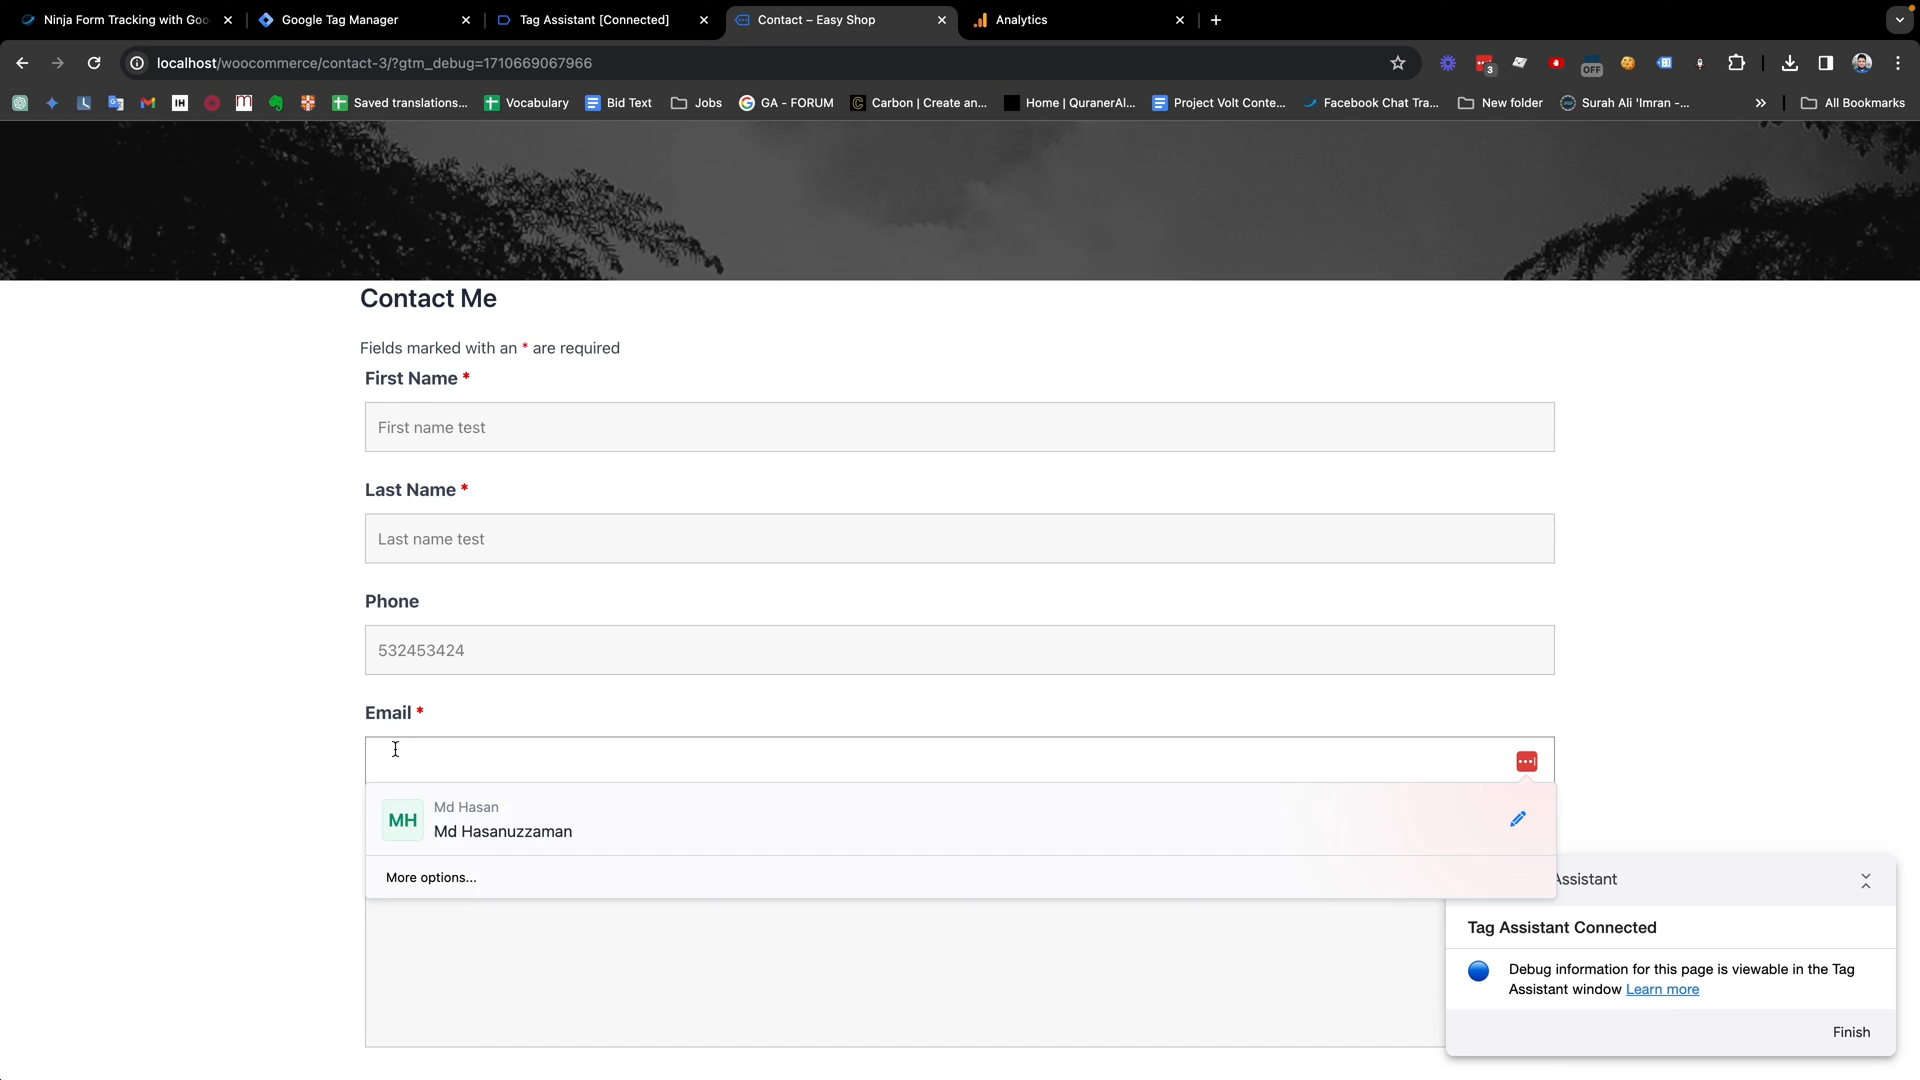 Ninja Form Tracking with Goo
Google Tag Manager
Tag Assistant [Connected]
Contact – Easy Shop
Analytics
localhost/woocommerce/contact-3/?gtm_debug=1710669067966
3
OFF
Saved translations...
Vocabulary
Bid Text
Jobs
GA - FORUM
Carbon | Create an...
Home | QuranerAl...
Project Volt Conte...
Facebook Chat Tra...
New folder
Surah Ali 'Imran -...
»
All Bookmarks
Contact Me
Fields marked with an * are required
First Name *
First name test
Last Name *
Last name test
Phone
532453424
Email *
MH
Md Hasan
Md Hasanuzzaman
More options...
Assistant
Tag Assistant Connected
Debug information for this page is viewable in the Tag
Assistant window Learn more
Finish